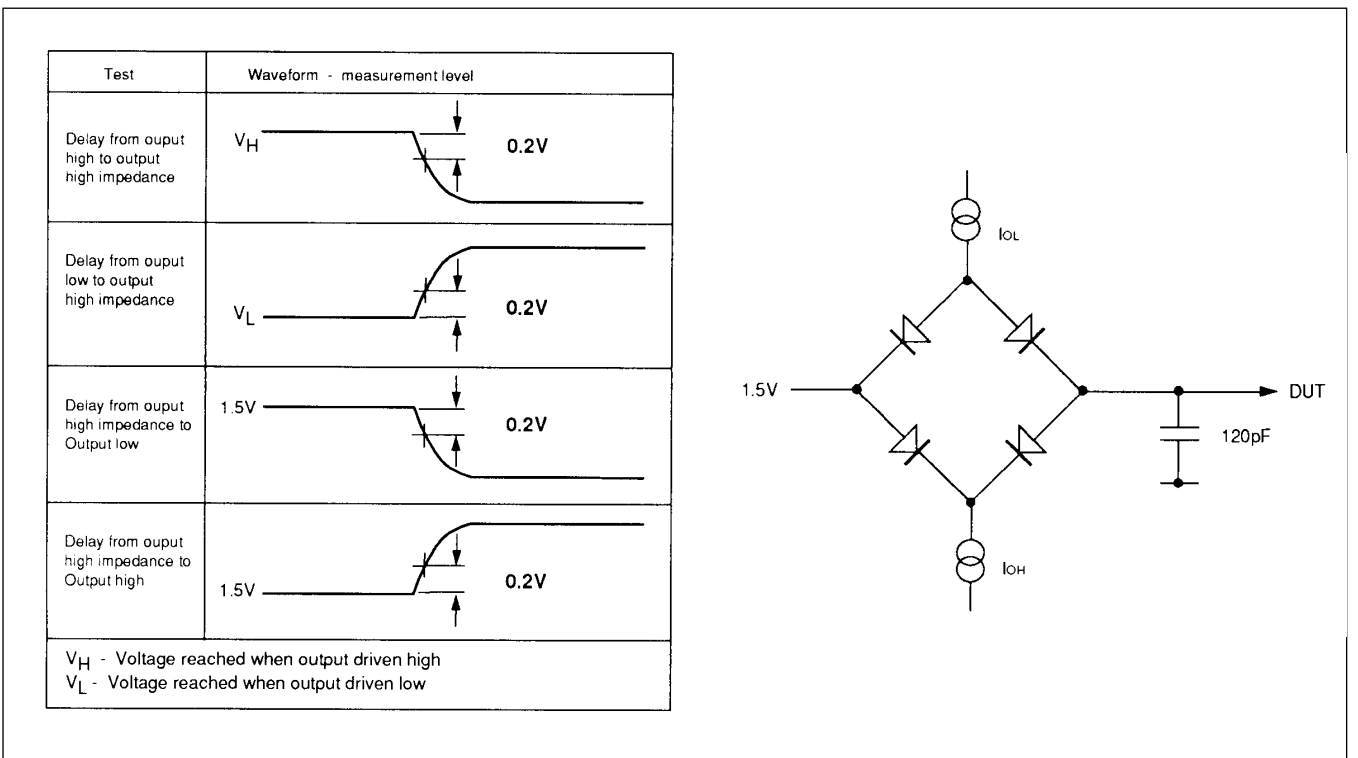 Test
Waveform - measurement level
Delay from ouput
high to output
high impedance
VH
0.2V
Delay from ouput
low to output
high impedance
VL
0.2V
Delay from ouput
high impedance to
Output low
1.5V
0.2V
Delay from ouput
high impedance to
Output high
1.5V
0.2V
VH - Voltage reached when output driven high
VL - Voltage reached when output driven low
IOL
1.5V
DUT
120pF
IOH